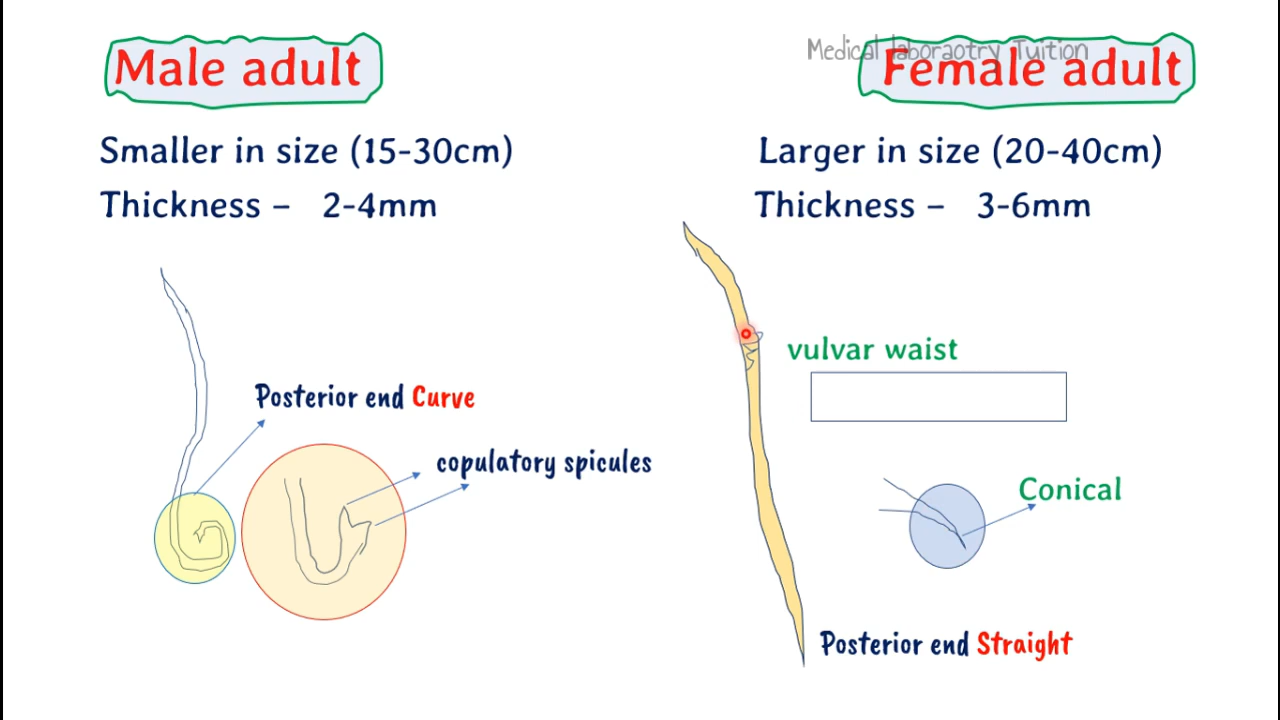 Medical laboraotry Tuition
Male adult
Smaller in size (15-30cm)
Thickness – 2-4mm
Posterior end Curve
copulatory spicules
Female adult
Larger in size (20-40cm)
Thickness – 3-6mm
vulvar waist
Conical
Posterior end Straight